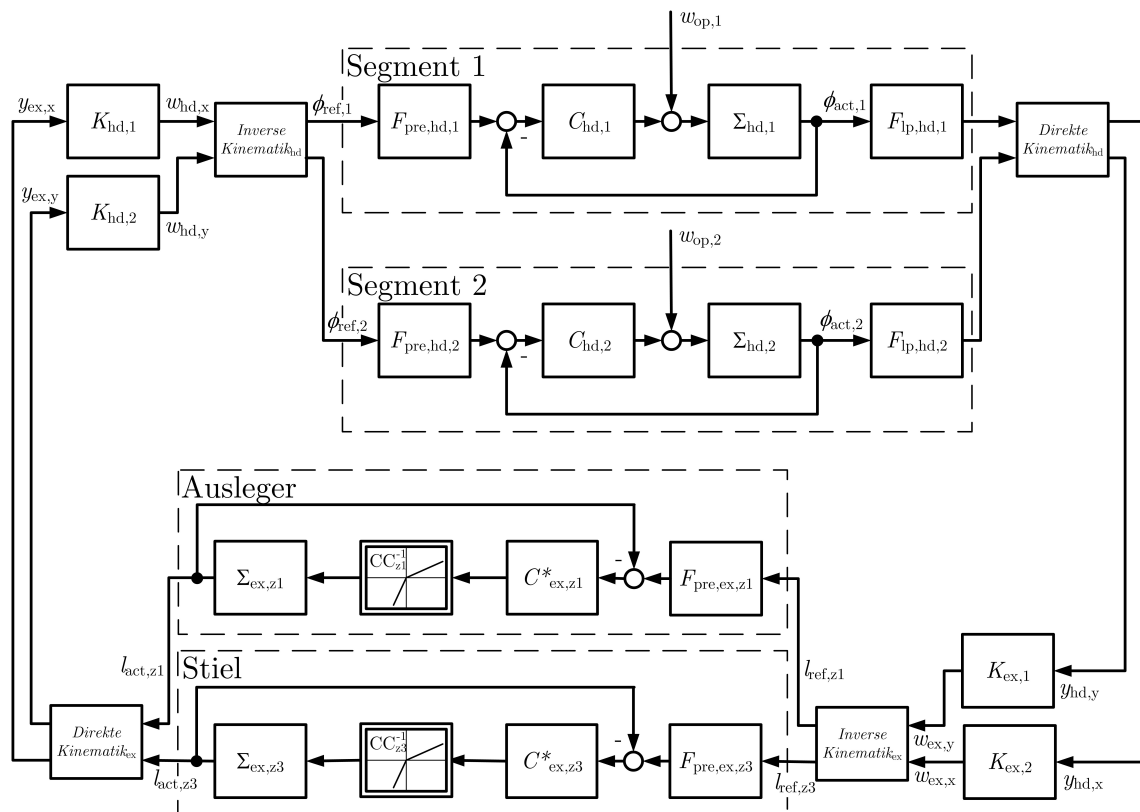 w_op,1
Segment 1
y_ex,x
K_hd,1
w_hd,x
Inverse
Kinematik_hd
ϕ_ref,1
F_pre,hd,1
-
C_hd,1
Σ_hd,1
ϕ_act,1
F_lp,hd,1
Direkte
Kinematik_hd
y_ex,y
K_hd,2
w_hd,y
w_op,2
Segment 2
ϕ_ref,2
F_pre,hd,2
-
C_hd,2
Σ_hd,2
ϕ_act,2
F_lp,hd,2
Ausleger
Σ_ex,z1
CC_z1^-1
C*_ex,z1
-
F_pre,ex,z1
l_act,z1
l_ref,z1
K_ex,1
y_hd,y
Stiel
Direkte
Kinematik_ex
l_act,z3
Σ_ex,z3
CC_z3^-1
C*_ex,z3
-
F_pre,ex,z3
l_ref,z3
Inverse
Kinematik_ex
w_ex,y
w_ex,x
K_ex,2
y_hd,x